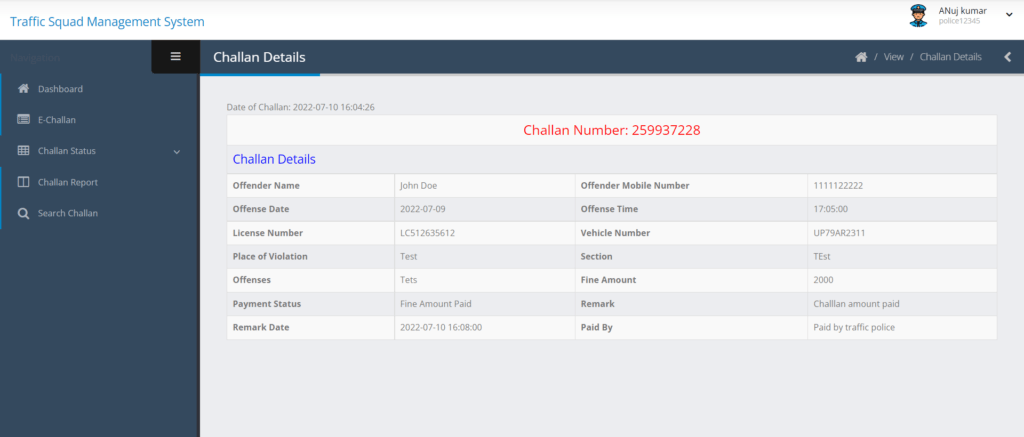 Traffic Squad Management System
ANuj kumar
police12345
Navigation
Challan Details
/ View / Challan Details
Dashboard
E-Challan
Challan Status
Challan Report
Search Challan
Date of Challan: 2022-07-10 16:04:26
Challan Number: 259937228
Challan Details
Offender Name John Doe Offender Mobile Number 1111122222
Offense Date 2022-07-09 Offense Time 17:05:00
License Number LC512635612 Vehicle Number UP79AR2311
Place of Violation Test Section TEst
Offenses Tets Fine Amount 2000
Payment Status Fine Amount Paid Remark Challlan amount paid
Remark Date 2022-07-10 16:08:00 Paid By Paid by traffic police